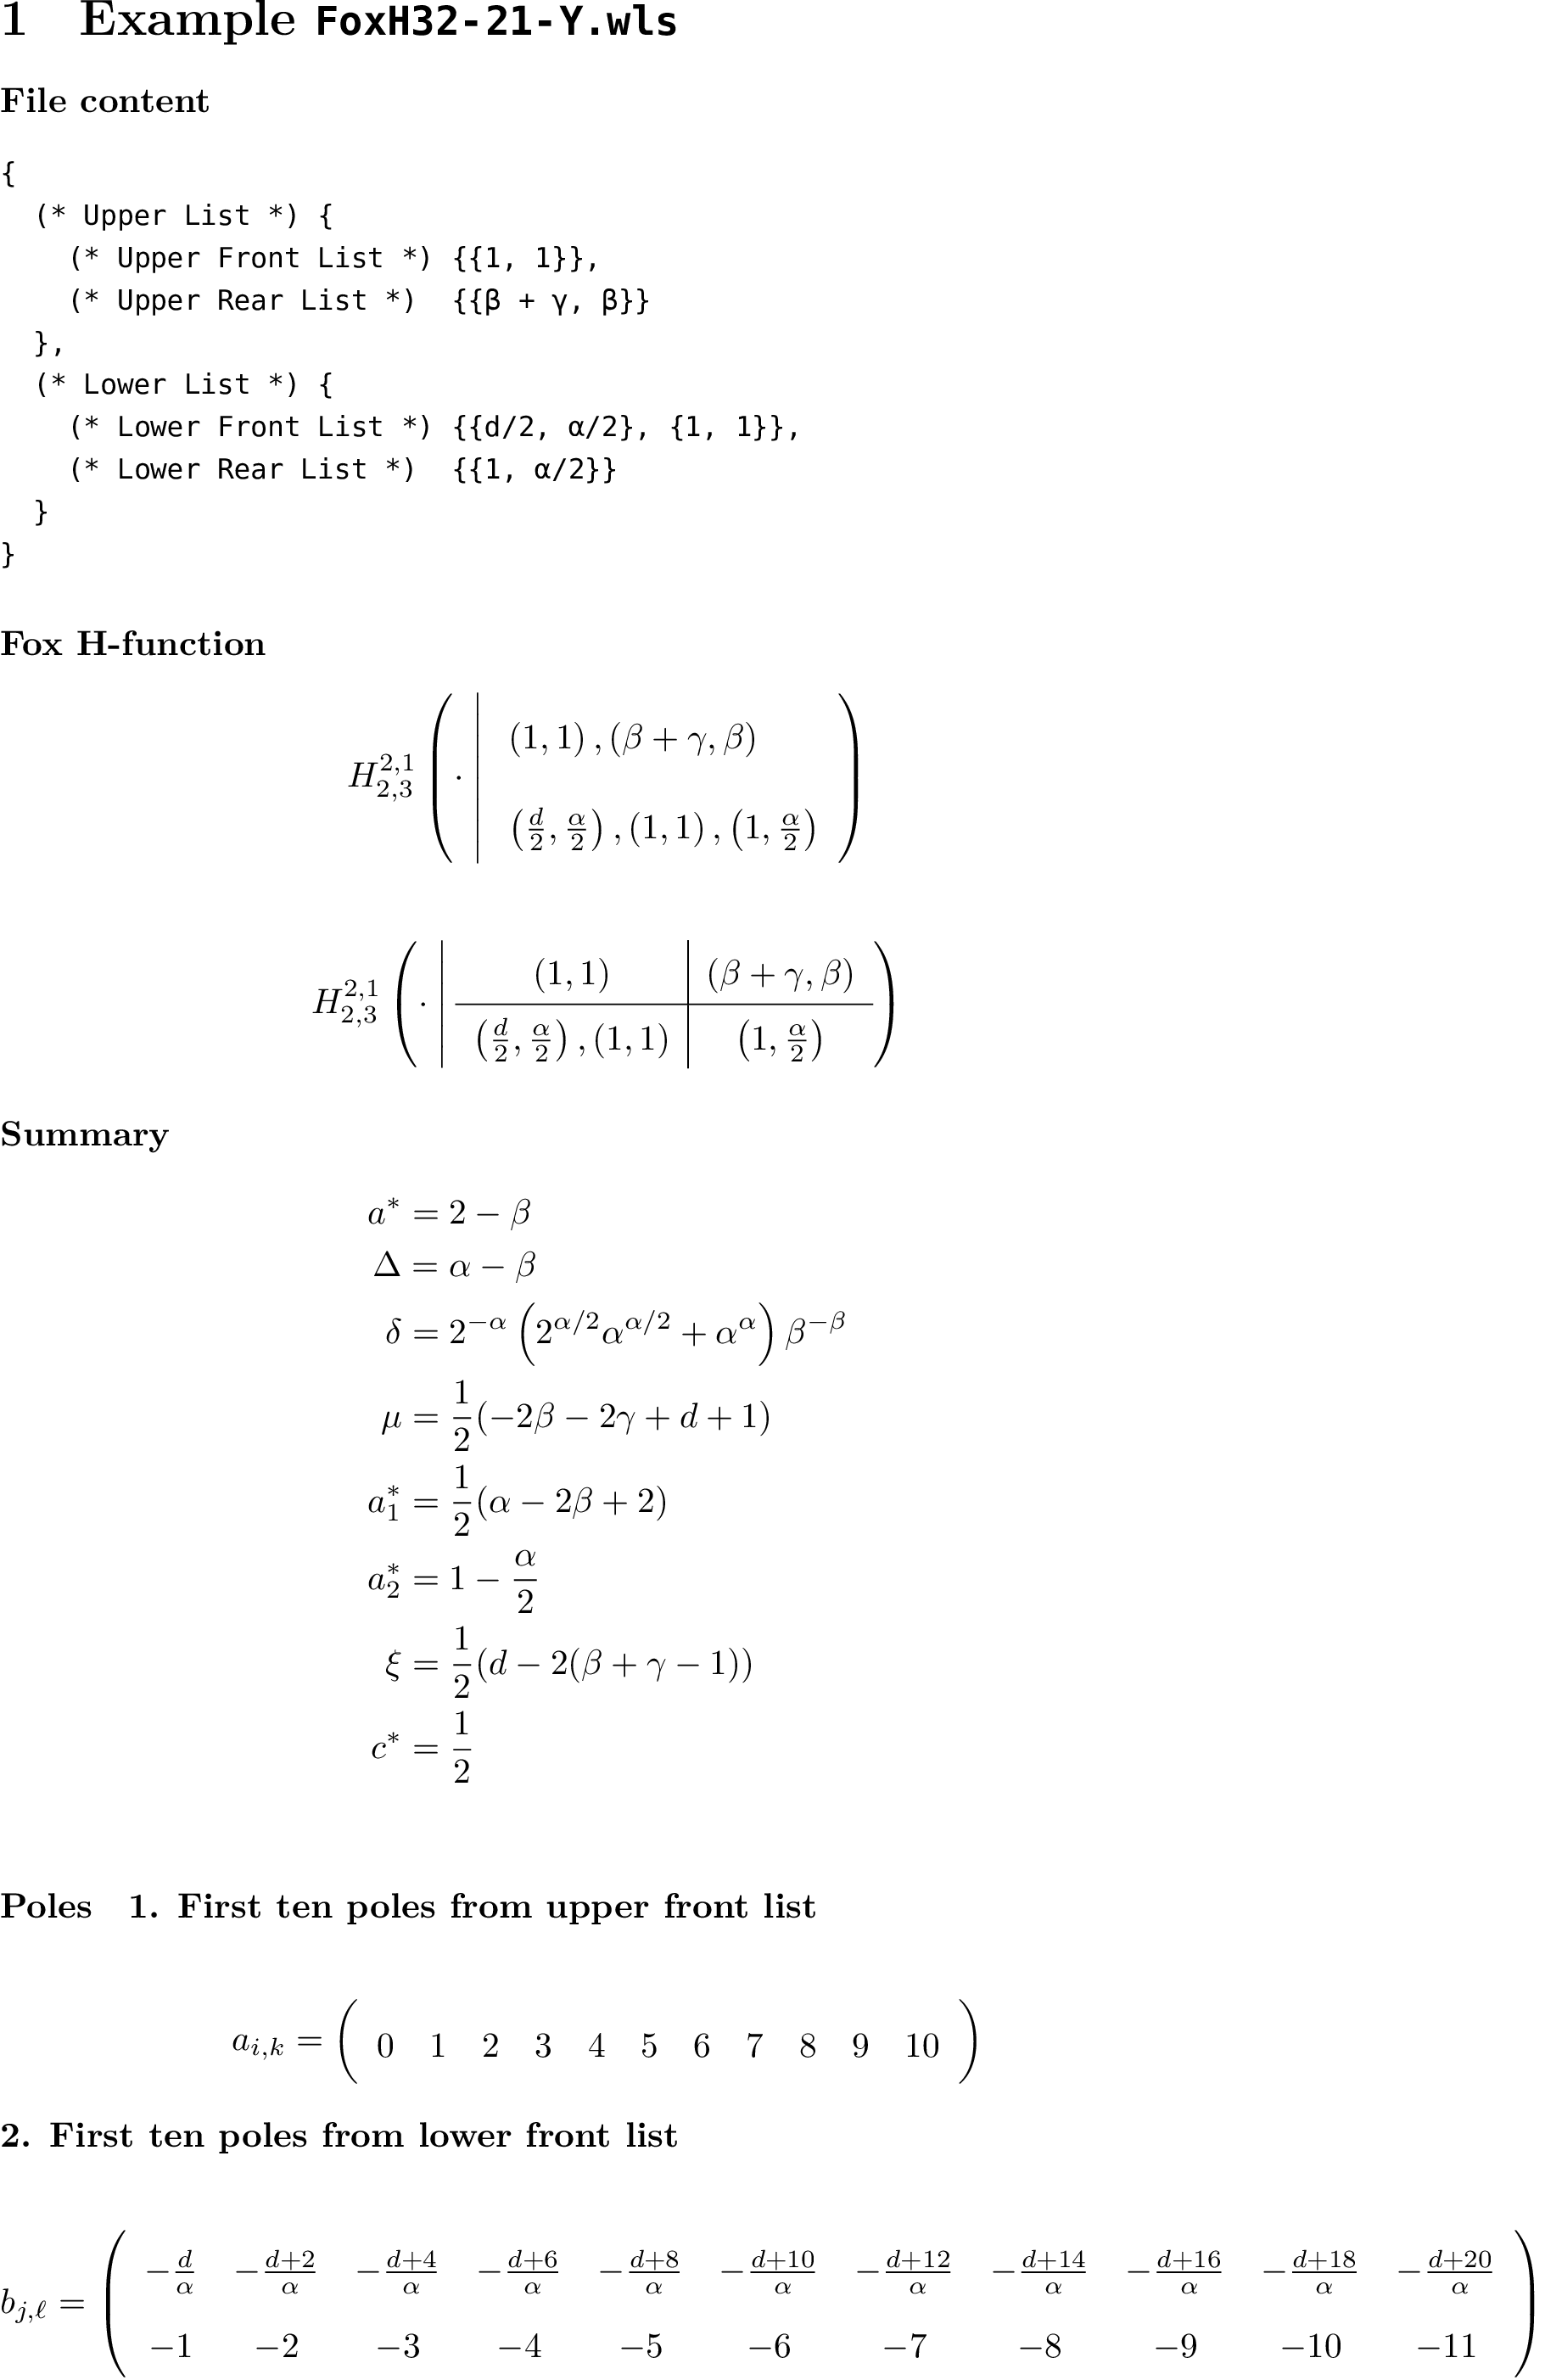 1 Example FoxH32-21-Y.wls
File content
{
  (* Upper List *) {
    (* Upper Front List *) {{1, 1}},
    (* Upper Rear List *)  {{β + γ, β}}
  },
  (* Lower List *) {
    (* Lower Front List *) {{d/2, α/2}, {1, 1}},
    (* Lower Rear List *)  {{1, α/2}}
  }
}
Fox H-function
$H_{2,3}^{2,1}\left(\cdot\,\middle|\begin{array}{l}(1,1),(\beta+\gamma,\beta)\\ \left(\frac{d}{2},\frac{\alpha}{2}\right),(1,1),\left(1,\frac{\alpha}{2}\right)\end{array}\right)$
$H_{2,3}^{2,1}\left(\cdot\,\middle|\begin{array}{c|c}(1,1)&(\beta+\gamma,\beta)\\ \hline \left(\frac{d}{2},\frac{\alpha}{2}\right),(1,1)&\left(1,\frac{\alpha}{2}\right)\end{array}\right)$
Summary
$a^* = 2-\beta$
$\Delta = \alpha-\beta$
$\delta = 2^{-\alpha}\left(2^{\alpha/2}\alpha^{\alpha/2}+\alpha^{\alpha}\right)\beta^{-\beta}$
$\mu = \frac{1}{2}(-2\beta-2\gamma+d+1)$
$a_1^* = \frac{1}{2}(\alpha-2\beta+2)$
$a_2^* = 1-\frac{\alpha}{2}$
$\xi = \frac{1}{2}(d-2(\beta+\gamma-1))$
$c^* = \frac{1}{2}$
Poles 1. First ten poles from upper front list
$a_{i,k} = \left(\begin{array}{ccccccccccc}0&1&2&3&4&5&6&7&8&9&10\end{array}\right)$
2. First ten poles from lower front list
$b_{j,\ell} = \left(\begin{array}{ccccccccccc}-\frac{d}{\alpha}&-\frac{d+2}{\alpha}&-\frac{d+4}{\alpha}&-\frac{d+6}{\alpha}&-\frac{d+8}{\alpha}&-\frac{d+10}{\alpha}&-\frac{d+12}{\alpha}&-\frac{d+14}{\alpha}&-\frac{d+16}{\alpha}&-\frac{d+18}{\alpha}&-\frac{d+20}{\alpha}\\ -1&-2&-3&-4&-5&-6&-7&-8&-9&-10&-11\end{array}\right)$